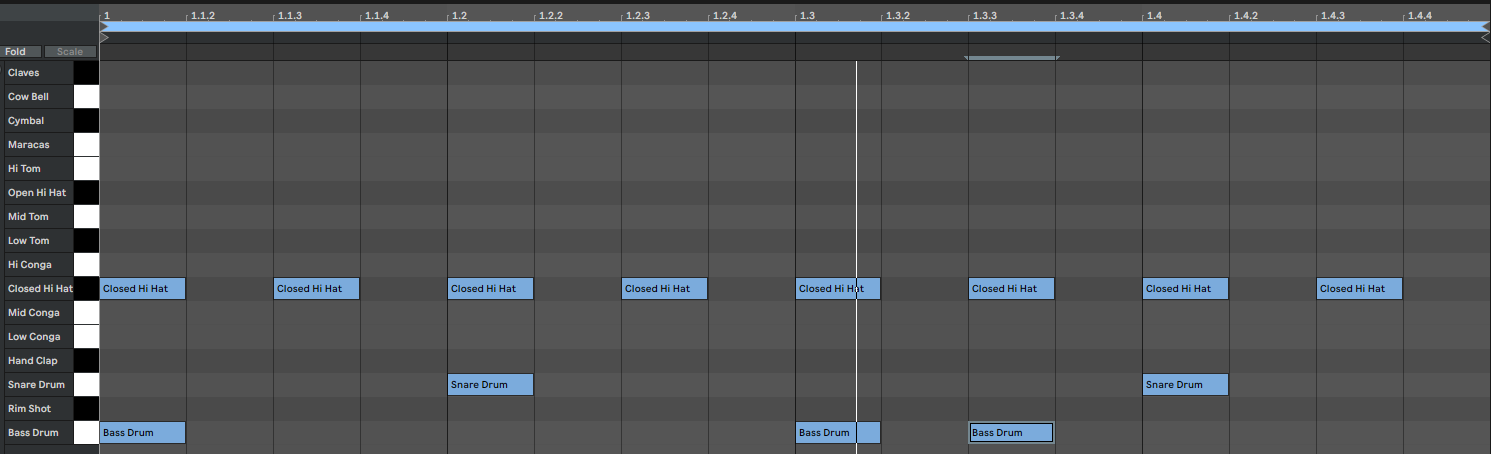 1 1.1.2 1.1.3 1.1.4 1.2 1.2.2 1.2.3 1.2.4 1.3 1.3.2 1.3.3 1.3.4 1.4 1.4.2 1.4.3 1.4.4
Fold Scale
Claves
Cow Bell
Cymbal
Maracas
Hi Tom
Open Hi Hat
Mid Tom
Low Tom
Hi Conga
Closed Hi Hat Closed Hi Hat Closed Hi Hat Closed Hi Hat Closed Hi Hat Closed Hi Hat Closed Hi Hat Closed Hi Hat Closed Hi Hat
Mid Conga
Low Conga
Hand Clap
Snare Drum Snare Drum Snare Drum
Rim Shot
Bass Drum Bass Drum Bass Drum Bass Drum